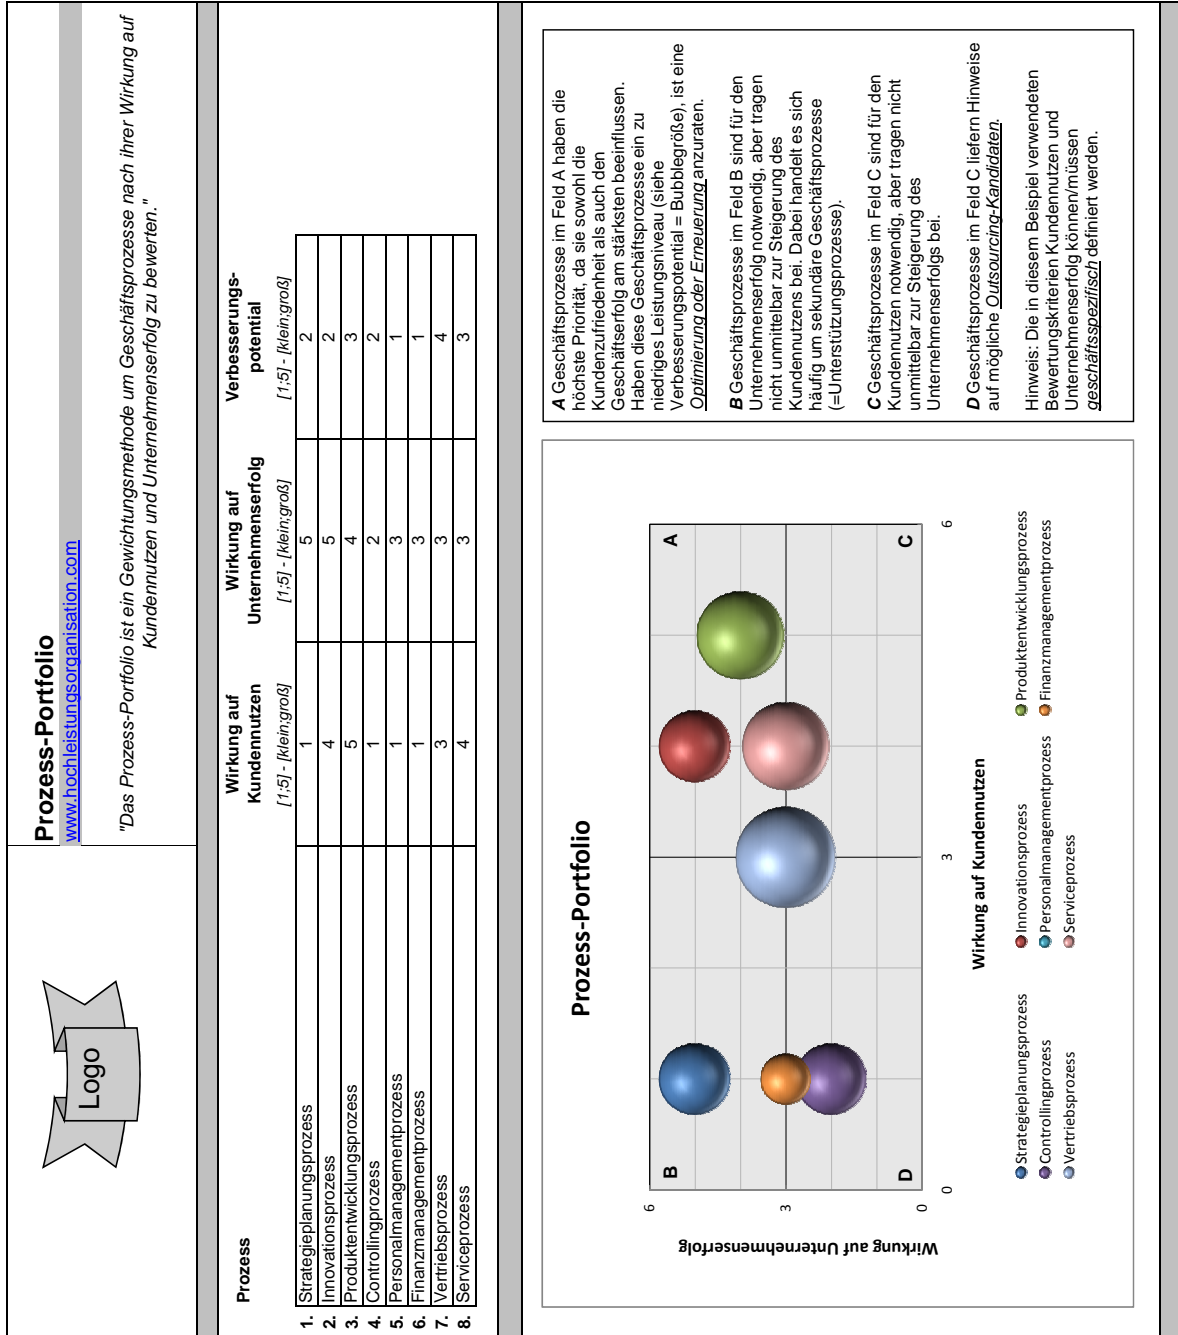 Logo
Prozess-Portfolio
www.hochleistungsorganisation.com
"Das Prozess-Portfolio ist ein Gewichtungsmethode um Geschäftsprozesse nach ihrer Wirkung auf
Kundennutzen und Unternehmenserfolg zu bewerten."
Prozess Wirkung auf Kundennutzen Wirkung auf Unternehmenserfolg Verbesserungs-potential
[1;5] - [klein;groß] [1;5] - [klein;groß] [1;5] - [klein;groß]
1. Strategieplanungsprozess 1 5 2
2. Innovationsprozess 4 5 2
3. Produktentwicklungsprozess 5 4 3
4. Controllingprozess 1 2 2
5. Personalmanagementprozess 1 3 1
6. Finanzmanagementprozess 1 3 1
7. Vertriebsprozess 3 3 4
8. Serviceprozess 4 3 3
Prozess-Portfolio
Wirkung auf Unternehmenserfolg
6
3
0
B
A
D
C
0 3 6
Wirkung auf Kundennutzen
Strategieplanungsprozess Innovationsprozess Produktentwicklungsprozess
Controllingprozess Personalmanagementprozess Finanzmanagementprozess
Vertriebsprozess Serviceprozess
A Geschäftsprozesse im Feld A haben die
höchste Priorität, da sie sowohl die
Kundenzufriedenheit als auch den
Geschäftserfolg am stärksten beeinflussen.
Haben diese Geschäftsprozesse ein zu
niedriges Leistungsniveau (siehe
Verbesserungspotential = Bubblegröße), ist eine
Optimierung oder Erneuerung anzuraten.
B Geschäftsprozesse im Feld B sind für den
Unternehmenserfolg notwendig, aber tragen
nicht unmittelbar zur Steigerung des
Kundennutzens bei. Dabei handelt es sich
häufig um sekundäre Geschäftsprozesse
(=Unterstützungsprozesse).
C Geschäftsprozesse im Feld C sind für den
Kundennutzen notwendig, aber tragen nicht
unmittelbar zur Steigerung des
Unternehmenserfolgs bei.
D Geschäftsprozesse im Feld C liefern Hinweise
auf mögliche Outsourcing-Kandidaten.
Hinweis: Die in diesem Beispiel verwendeten
Bewertungskriterien Kundennutzen und
Unternehmenserfolg können/müssen
geschäftsspezifisch definiert werden.